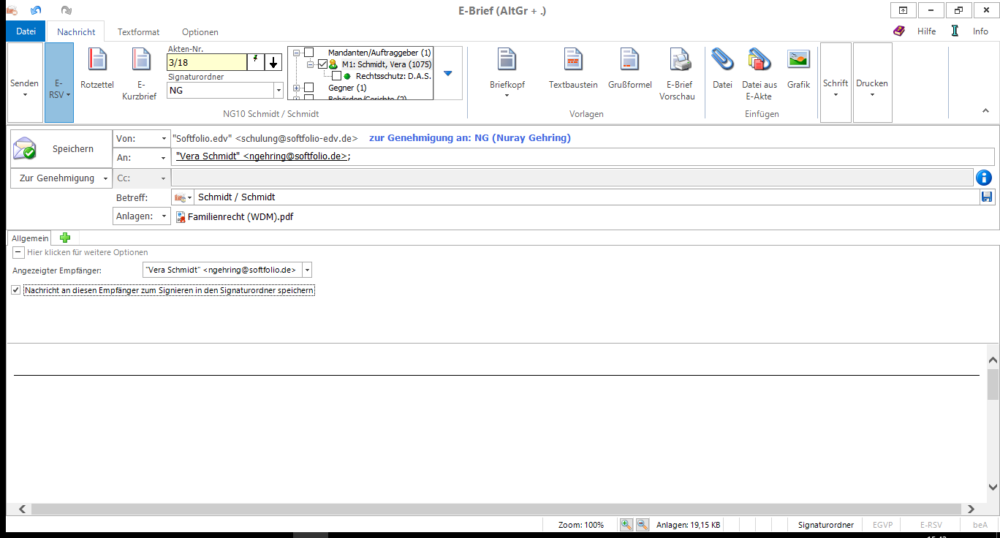 E-Brief (AltGr + .)
Datei Nachricht Textformat Optionen Hilfe Info
Senden
E-
RSV
Rotzettel
E-
Kurzbrief
Akten-Nr.
3/18
Signaturordner
NG
Mandanten/Auftraggeber (1)
M1: Schmidt, Vera (1075)
Rechtsschutz: D.A.S.
Gegner (1)
Behörden/Gerichte (2)
NG10 Schmidt / Schmidt
Briefkopf
Textbaustein
Grußformel
E-Brief
Vorschau
Vorlagen
Datei
Datei aus
E-Akte
Grafik
Einfügen
Schrift
Drucken
Speichern
Zur Genehmigung
Von: "Softfolio.edv" <schulung@softfolio-edv.de> zur Genehmigung an: NG (Nuray Gehring)
An: "Vera Schmidt" <ngehring@softfolio.de>;
Cc:
Betreff: Schmidt / Schmidt
Anlagen: Familienrecht (WDM).pdf
Allgemein
Hier klicken für weitere Optionen
Angezeigter Empfänger: "Vera Schmidt" <ngehring@softfolio.de>
Nachricht an diesen Empfänger zum Signieren in den Signaturordner speichern
Zoom: 100% Anlagen: 19,15 KB Signaturordner EGVP E-RSV beA